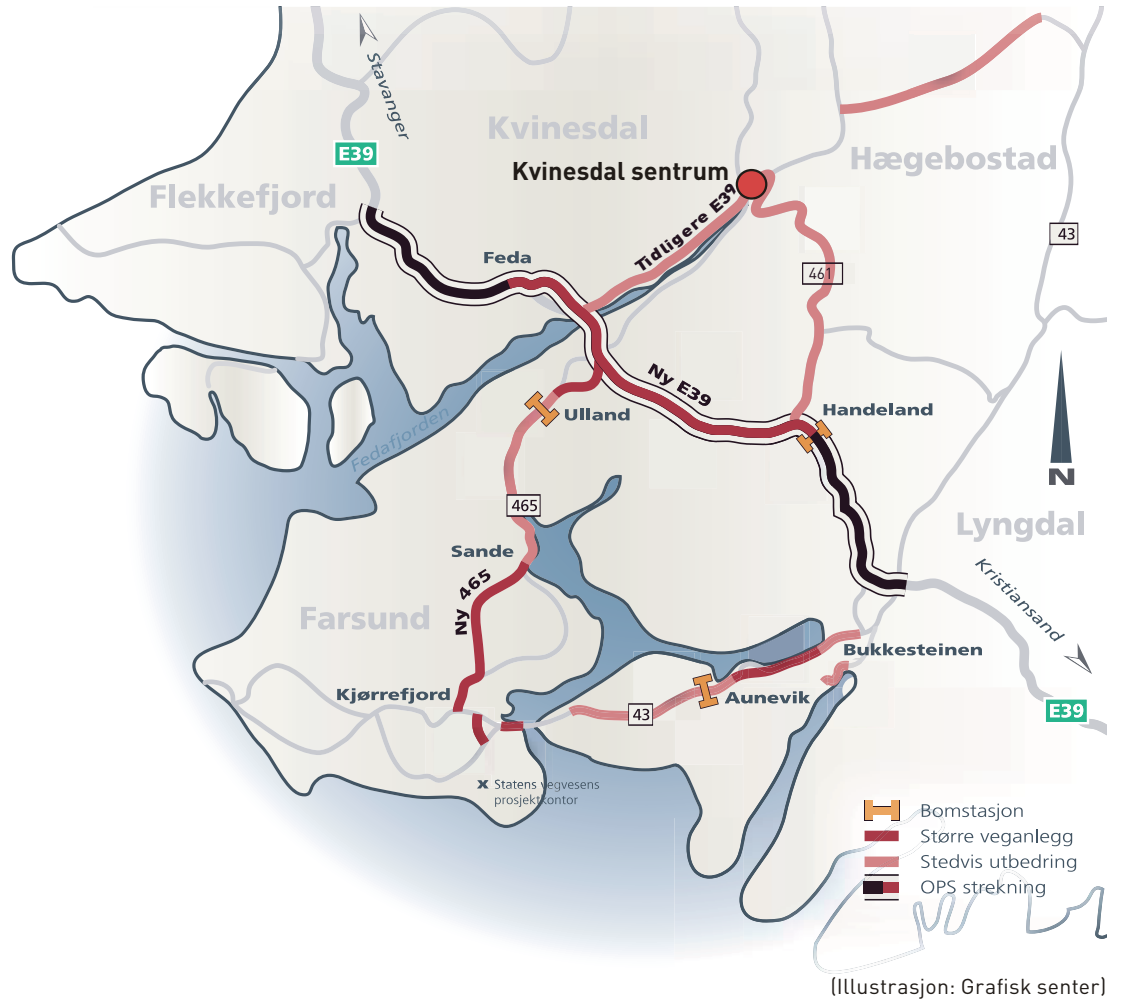 Stavanger
Kvinesdal
E39
Hægebostad
Kvinesdal sentrum
Flekkefjord
Tidligere E39
43
Feda
461
Ny E39
Handeland
Ulland
Fedafjorden
N
465
Lyngdal
Sande
Ny 465
Kristiansand
Farsund
Bukkesteinen
Kjørrefjord
Aunevik
43
E39
x Statens vegvesens
prosjektkontor
Bomstasjon
Større veganlegg
Stedvis utbedring
OPS strekning
(Illustrasjon: Grafisk senter)